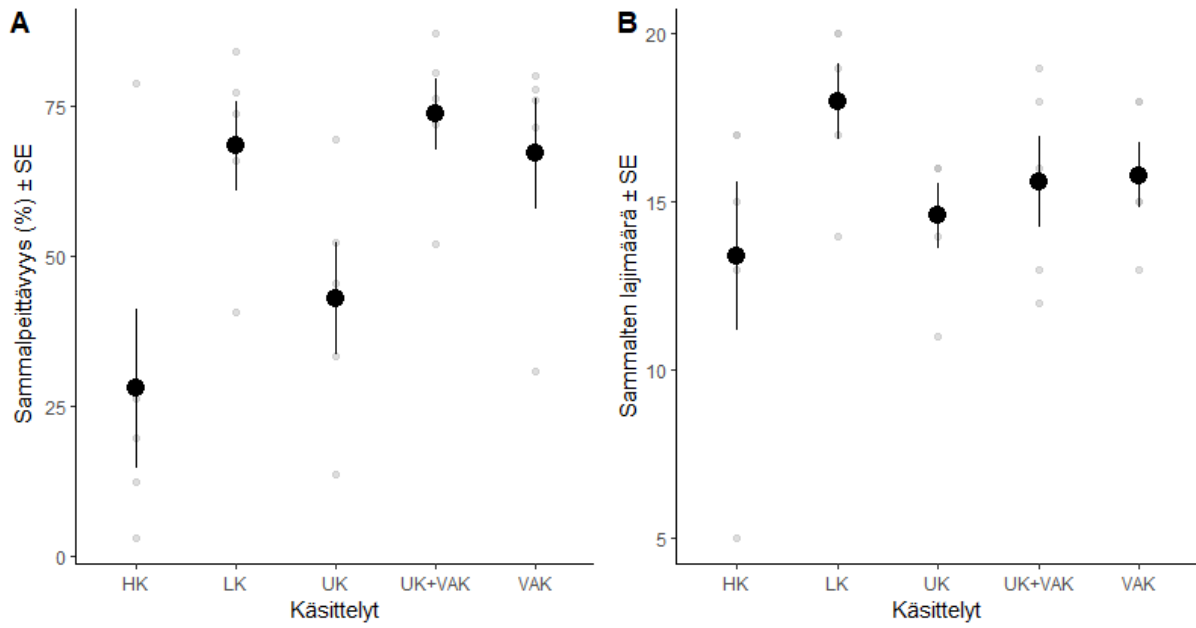 A
Sammalpeittävyys (%) ± SE
75
50
25
0
HK LK UK UK+VAK VAK
Käsittelyt
B
Sammalten lajimäärä ± SE
20
15
10
5
HK LK UK UK+VAK VAK
Käsittelyt